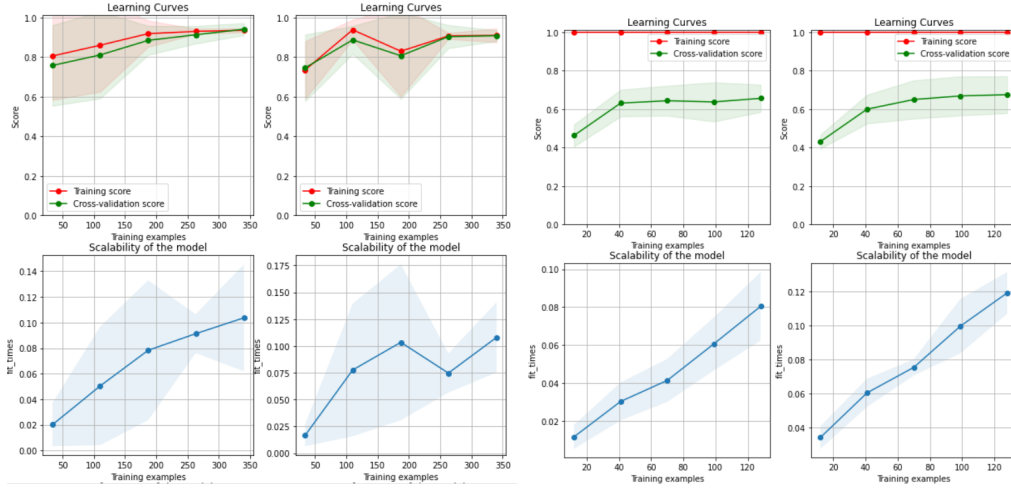 Learning Curves
1.0
0.8
0.6
0.4
0.2
0.0
Score
Training score
Cross-validation score
50 100 150 200 250 300 350
Training examples
Learning Curves
1.0
0.8
0.6
0.4
0.2
0.0
Score
Training score
Cross-validation score
50 100 150 200 250 300 350
Training examples
Learning Curves
1.0
0.8
0.6
0.4
0.2
0.0
Score
Training score
Cross-validation score
20 40 60 80 100 120
Training examples
Learning Curves
1.0
0.8
0.6
0.4
0.2
0.0
Score
Training score
Cross-validation score
20 40 60 80 100 120
Training examples
Scalability of the model
0.14
0.12
0.10
0.08
0.06
0.04
0.02
0.00
fit_times
50 100 150 200 250 300 350
Training examples
Scalability of the model
0.175
0.150
0.125
0.100
0.075
0.050
0.025
0.000
fit_times
50 100 150 200 250 300 350
Training examples
Scalability of the model
0.10
0.08
0.06
0.04
0.02
fit_times
20 40 60 80 100 120
Training examples
Scalability of the model
0.12
0.10
0.08
0.06
0.04
fit_times
20 40 60 80 100 120
Training examples